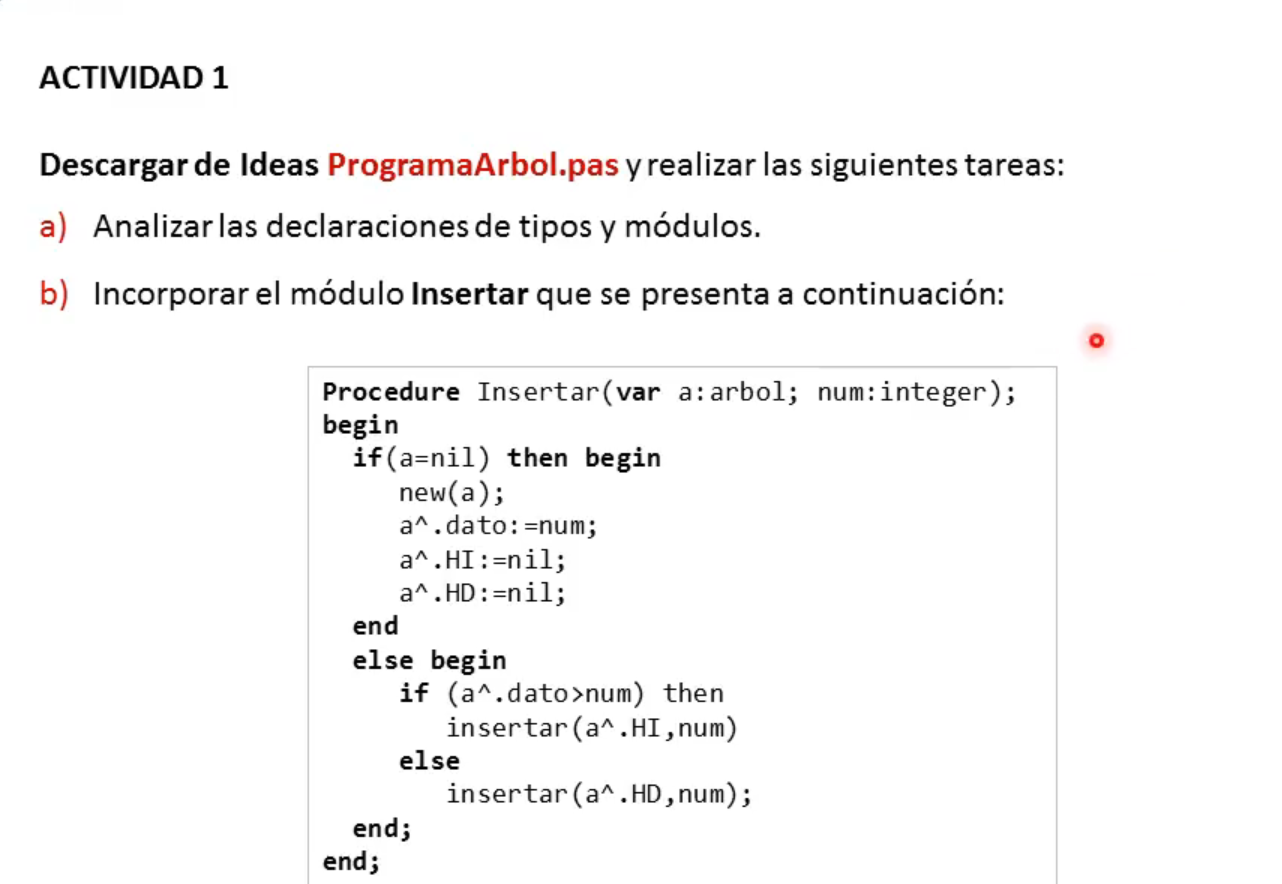 ACTIVIDAD 1
Descargar de Ideas ProgramaArbol.pas y realizar las siguientes tareas:
a) Analizar las declaraciones de tipos y módulos.
b) Incorporar el módulo Insertar que se presenta a continuación:
Procedure Insertar(var a:arbol; num:integer);
begin
if(a=nil) then begin
new(a);
a^.dato:=num;
a^.HI:=nil;
a^.HD:=nil;
end
else begin
if (a^.dato>num) then
insertar(a^.HI,num)
else
insertar(a^.HD,num);
end;
end;